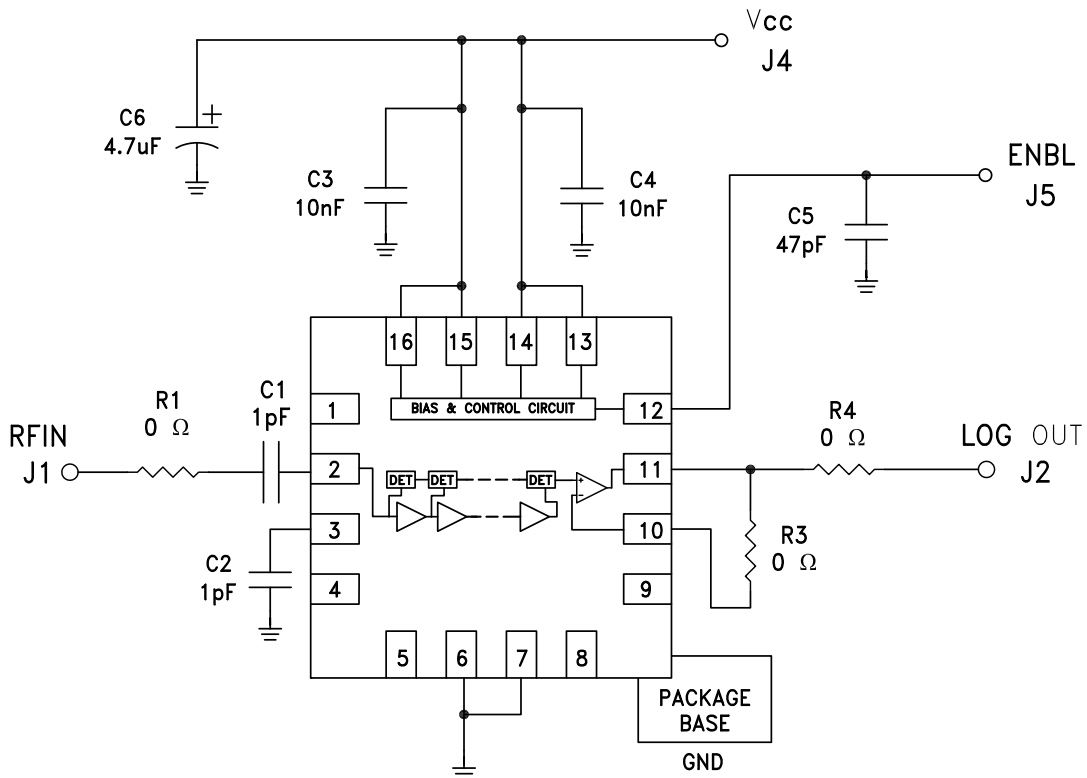 Vcc
J4
C6
+
4.7uF
C3
10nF
C4
10nF
ENBL
J5
C5
47pF
16
15
14
13
BIAS & CONTROL CIRCUIT
1
12
R1
0 Ω
C1
1pF
RFIN
J1
2
DET
DET
DET
+
-
11
R4
0 Ω
LOG OUT
J2
3
10
R3
0 Ω
C2
1pF
4
9
5
6
7
8
PACKAGE
BASE
GND